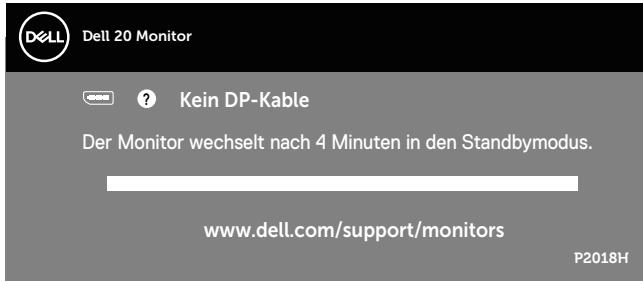 DELL
Dell 20 Monitor
? Kein DP-Kable
Der Monitor wechselt nach 4 Minuten in den Standbymodus.
www.dell.com/support/monitors
P2018H